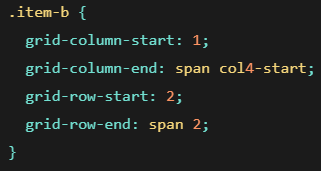 .item-b {
  grid-column-start: 1;
  grid-column-end: span col4-start;
  grid-row-start: 2;
  grid-row-end: span 2;
}